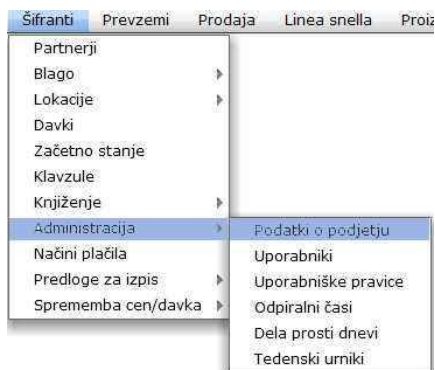 Šifranti Prevzemi Prodaja Linea snella
Partnerji
Blago
Lokacije
Davki
Začetno stanje
Klavzule
Knjiženje
Administracija
Podatki o podjetju
Načini plačila
Uporabniki
Predloge za izpis
Uporabniške pravice
Sprememba cen/davka
Odpiralni časi
Dela prosti dnevi
Tedenski urniki